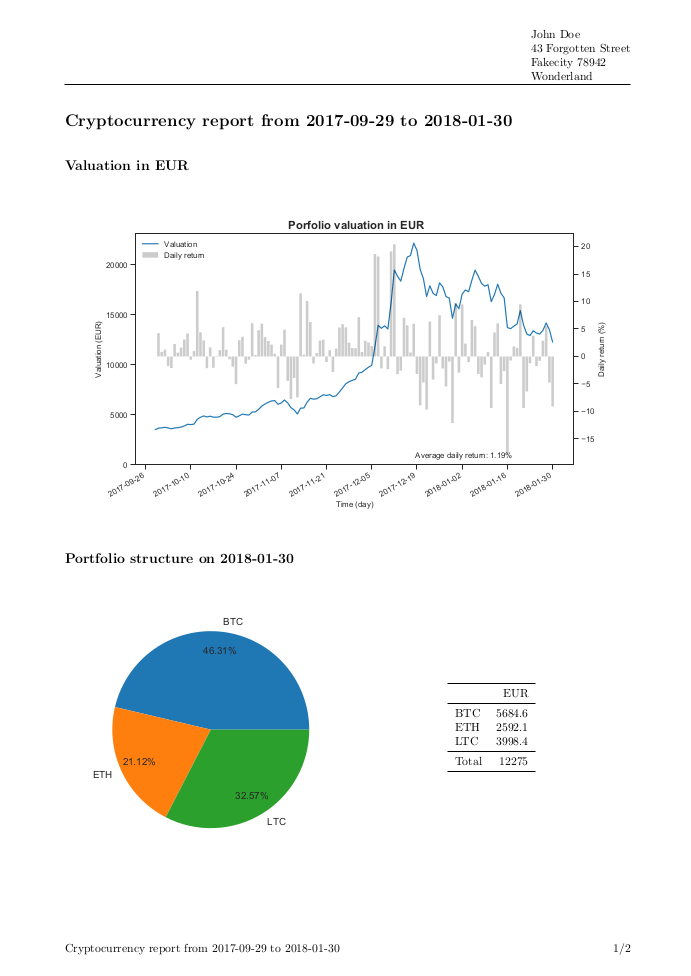 John Doe
43 Forgotten Street
Fakecity 78942
Wonderland
Cryptocurrency report from 2017-09-29 to 2018-01-30
Valuation in EUR
Porfolio valuation in EUR
Valuation
Daily return
20000
15000
10000
5000
0
Valuation (EUR)
20
15
10
5
0
−5
−10
−15
Daily return (%)
Average daily return: 1.19%
2017-09-26
2017-10-10
2017-10-24
2017-11-07
2017-11-21
2017-12-05
2017-12-19
2018-01-02
2018-01-16
2018-01-30
Time (day)
Portfolio structure on 2018-01-30
BTC
46.31%
21.12%
ETH
32.57%
LTC
EUR
BTC 5684.6
ETH 2592.1
LTC 3998.4
Total 12275
Cryptocurrency report from 2017-09-29 to 2018-01-30 1/2